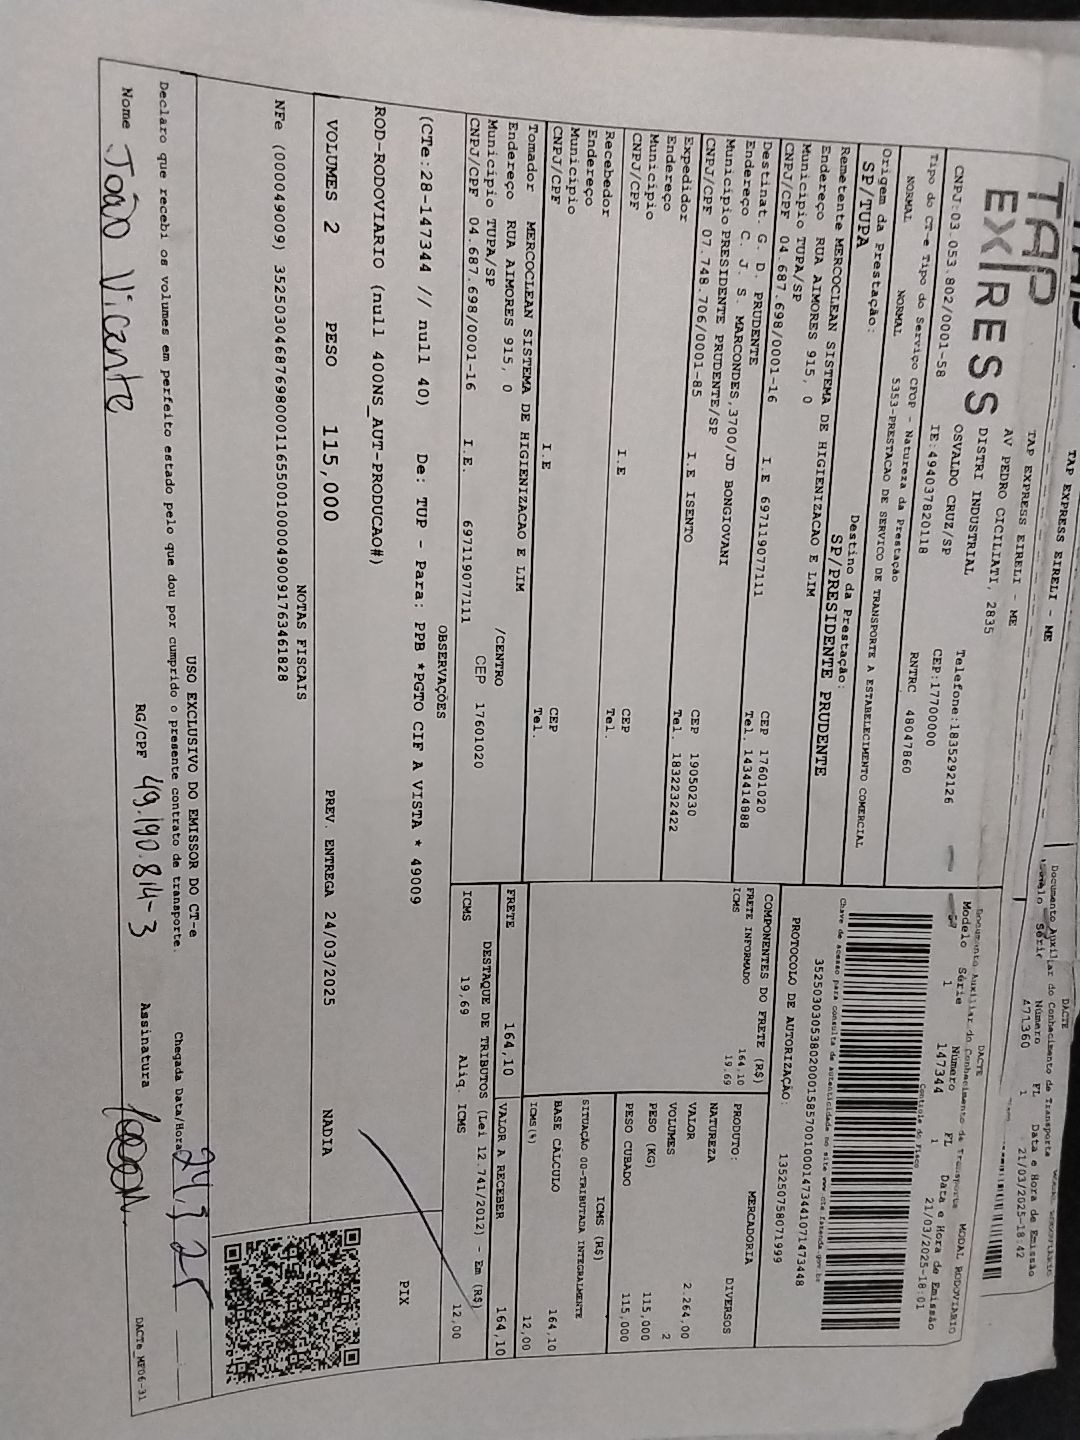 TAP EXPRESS EIRELI - ME
DACTE
Número FL Data e Hora de Emissão
471360 1 21/03/2025-18:42
TAP EXPRESS
TAP EXPRESS EIRELI - ME
AV PEDRO CICILIATI, 2835
DISTRI INDUSTRIAL
OSVALDO CRUZ/SP
Telefone:1835292126
CNPJ:03.053.802/0001-58 IE:494037820118 CEP:17700000
RNTRC 48047860
DACTE
Documento Auxiliar do Conhecimento de Transporte MODAL RODOVIARIO
Modelo Série Número FL Data e Hora de Emissão
1 147344 1 21/03/2025-18:01
Controle do Fisco
Tipo do CT-e Tipo do Serviço CFOP - Natureza da Prestação
NORMAL NORMAL 5353-PRESTACAO DE SERVICO DE TRANSPORTE A ESTABELECIMENTO COMERCIAL
Chave de acesso para consulta de autenticidade no site www.cte.fazenda.gov.br
35250303053802000158570010001473441071473448
PROTOCOLO DE AUTORIZAÇÃO: 135250758071999
Origem da Prestação: Destino da Prestação:
SP/TUPA SP/PRESIDENTE PRUDENTE
Remetente MERCOCLEAN SISTEMA DE HIGIENIZACAO E LIM
Endereço RUA AIMORES 915, 0
Município TUPA/SP CEP 17601020
CNPJ/CPF 04.687.698/0001-16 I.E 697119077111 Tel. 1434414888
Destinat. G. D. PRUDENTE
Endereço C. J. S. MARCONDES,3700/JD BONGIOVANI
Município PRESIDENTE PRUDENTE/SP CEP 19050230
CNPJ/CPF 07.748.706/0001-85 I.E ISENTO Tel. 1832232422
Expedidor
Endereço
Município CEP
CNPJ/CPF I.E Tel.
Recebedor
Endereço
Município CEP
CNPJ/CPF I.E Tel.
Tomador MERCOCLEAN SISTEMA DE HIGIENIZACAO E LIM
Endereço RUA AIMORES 915, 0 /CENTRO
Município TUPA/SP CEP 17601020
CNPJ/CPF 04.687.698/0001-16 I.E. 697119077111
COMPONENTES DO FRETE (R$)
FRETE INFORMADO 164,10
ICMS 19,69
PRODUTO: MERCADORIA
NATUREZA DIVERSOS
VALOR 2.264,00
VOLUMES 2
PESO (KG) 115,000
PESO CUBADO 115,000
ICMS (R$)
SITUAÇÃO 00-TRIBUTADA INTEGRALMENTE
BASE CÁLCULO 164,10
ICMS(%) 12,00
FRETE 164,10 VALOR A RECEBER 164,10
DESTAQUE DE TRIBUTOS (Lei 12.741/2012) - Em (R$)
ICMS 19,69 Aliq. ICMS 12,00
OBSERVAÇÕES
(CTe:28-147344 // null 40) De: TUP - Para: PPB *PGTO CIF A VISTA * 49009
ROD-RODOVIARIO (null 400NS_AUT-PRODUCAO#)
PIX
VOLUMES 2 PESO 115,000 PREV. ENTREGA 24/03/2025 NADIA
NOTAS FISCAIS
NFe (000049009) 35250304687698000116550010000490091763461828
USO EXCLUSIVO DO EMISSOR DO CT-e
Declaro que recebi os volumes em perfeito estado pelo que dou por cumprido o presente contrato de transporte. Chegada Data/Hora 24, 3 25
Nome João Vicante RG/CPF 49.190.814-3 Assinatura
DACTe_MF06-31